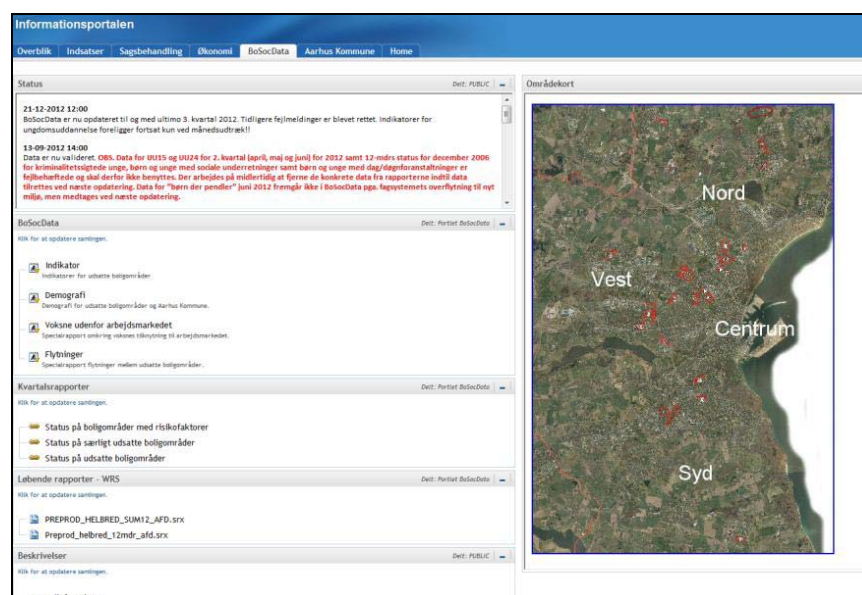 Informationsportalen
Overblik Indsatser Sagsbehandling Økonomi BoSocData Aarhus Kommune Home
Status Delt: PUBLIC
21-12-2012 12:00
BoSocData er nu opdateret til og med ultimo 3. kvartal 2012. Tidligere fejlmeldinger er blevet rettet. Indikatorer for
ungdomsuddannelse foreligger fortsat kun ved månedsudtræk!!
13-09-2012 14:00
Data er nu valideret. OBS. Data for UU15 og UU24 for 2. kvartal (april, maj og juni) for 2012 samt 12-mdrs status for december 2006
for kriminalitetssigtede unge, børn og unge med sociale underretninger samt børn og unge med dag/døgnforanstaltninger er
fejlbehæftede og skal derfor ikke benyttes. Der arbejdes på midlertidig at fjerne de konkrete data fra rapporterne indtil data
tilrettes ved næste opdatering. Data for "børn der pendler" juni 2012 fremgår ikke i BoSocData pga. fagsystemets overflytning til nyt
miljø, men medtages ved næste opdatering.
BoSocData Delt: Portlet BoSocData
Klik for at opdatere samlingen.
Indikator
Indikatorer for udsatte boligområder
Demografi
Demografi for udsatte boligområder og Aarhus Kommune.
Voksne udenfor arbejdsmarkedet
Specialrapport omkring voksnes tilknytning til arbejdsmarkedet.
Flytninger
Specialrapport flytninger mellem udsatte boligområder.
Kvartalsrapporter Delt: Portlet BoSocData
Klik for at opdatere samlingen.
Status på boligområder med risikofaktorer
Status på særligt udsatte boligområder
Status på udsatte boligområder
Løbende rapporter - WRS Delt: Portlet BoSocData
Klik for at opdatere samlingen.
PREPROD_HELBRED_SUM12_AFD.srx
Preprod_helbred_12mdr_afd.srx
Beskrivelser Delt: PUBLIC
Klik for at opdatere samlingen.
Områdekort
Nord
Vest
Centrum
Syd